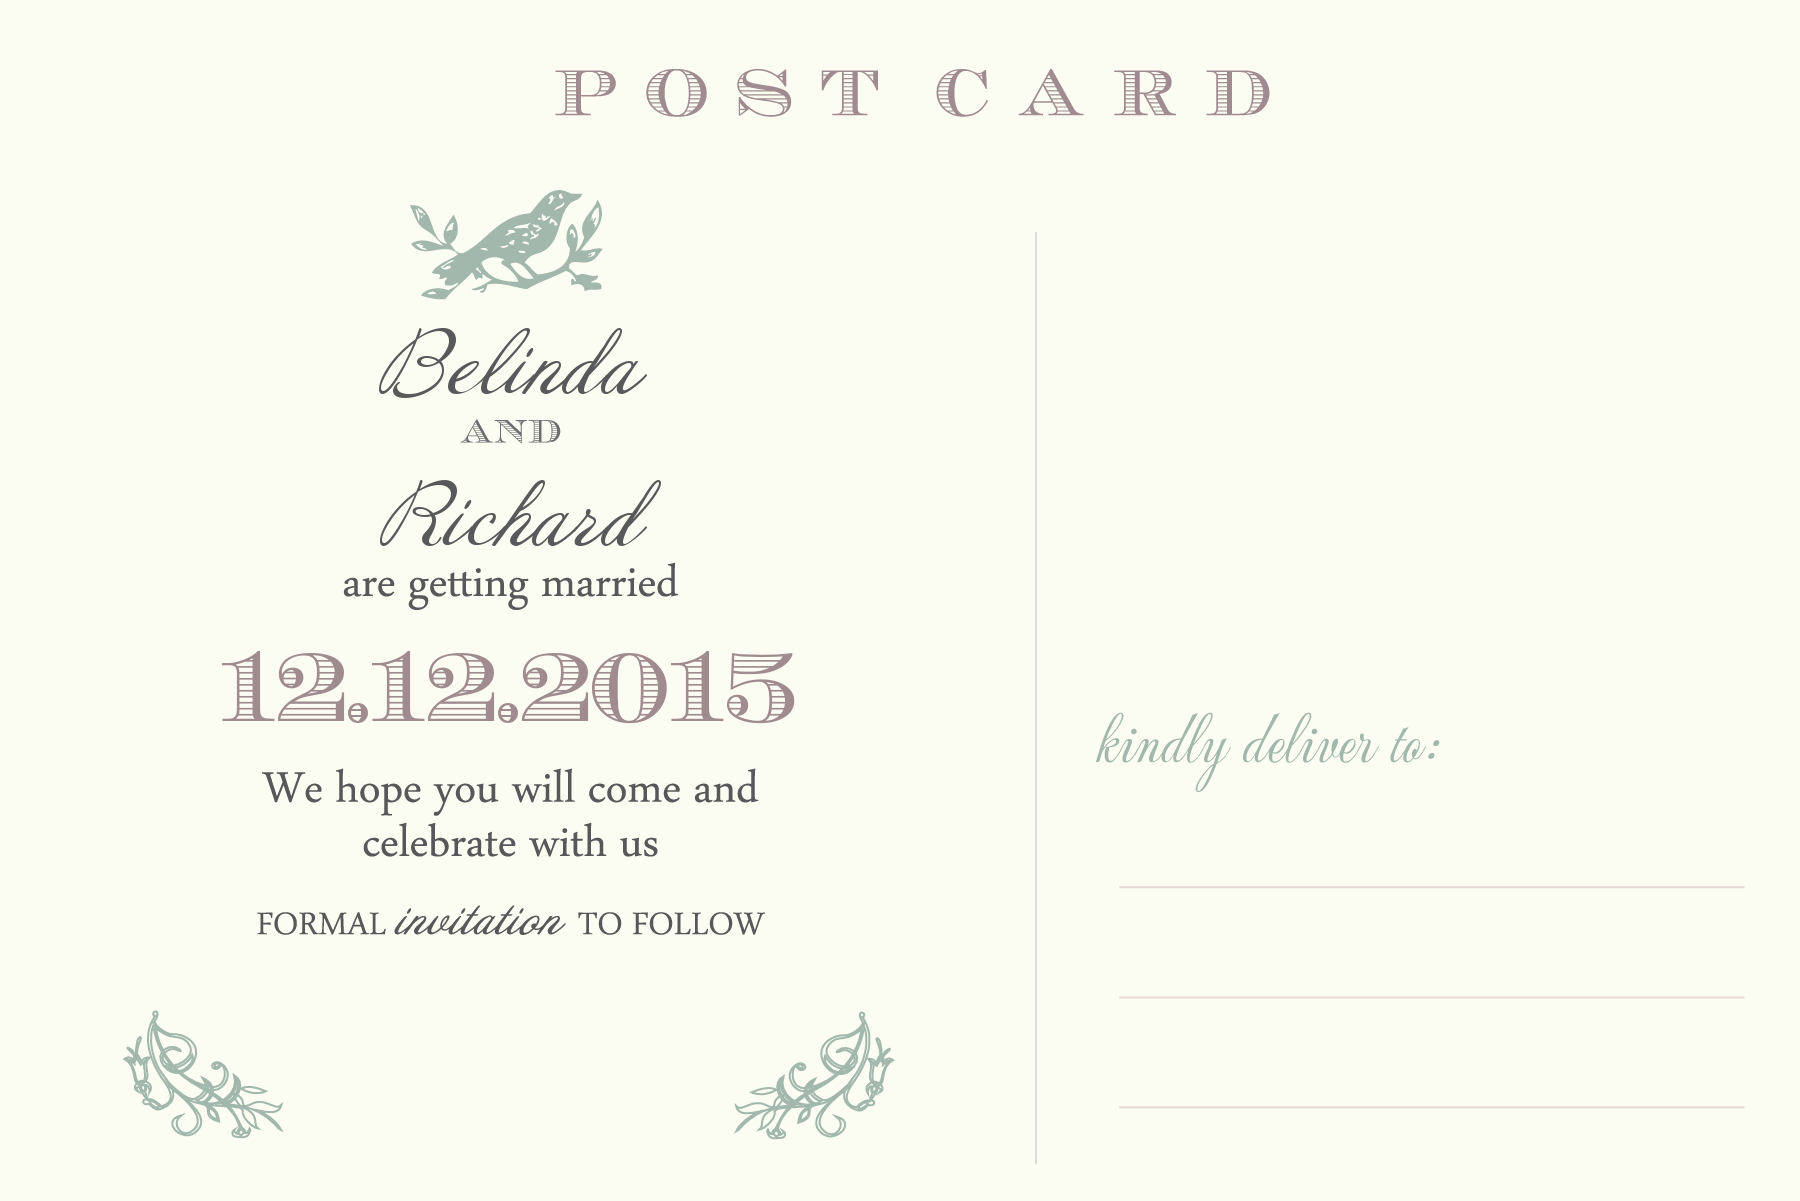 POST CARD
Belinda
AND
Richard
are getting married
12.12.2015
We hope you will come and
celebrate with us
FORMAL invitation TO FOLLOW
kindly deliver to: